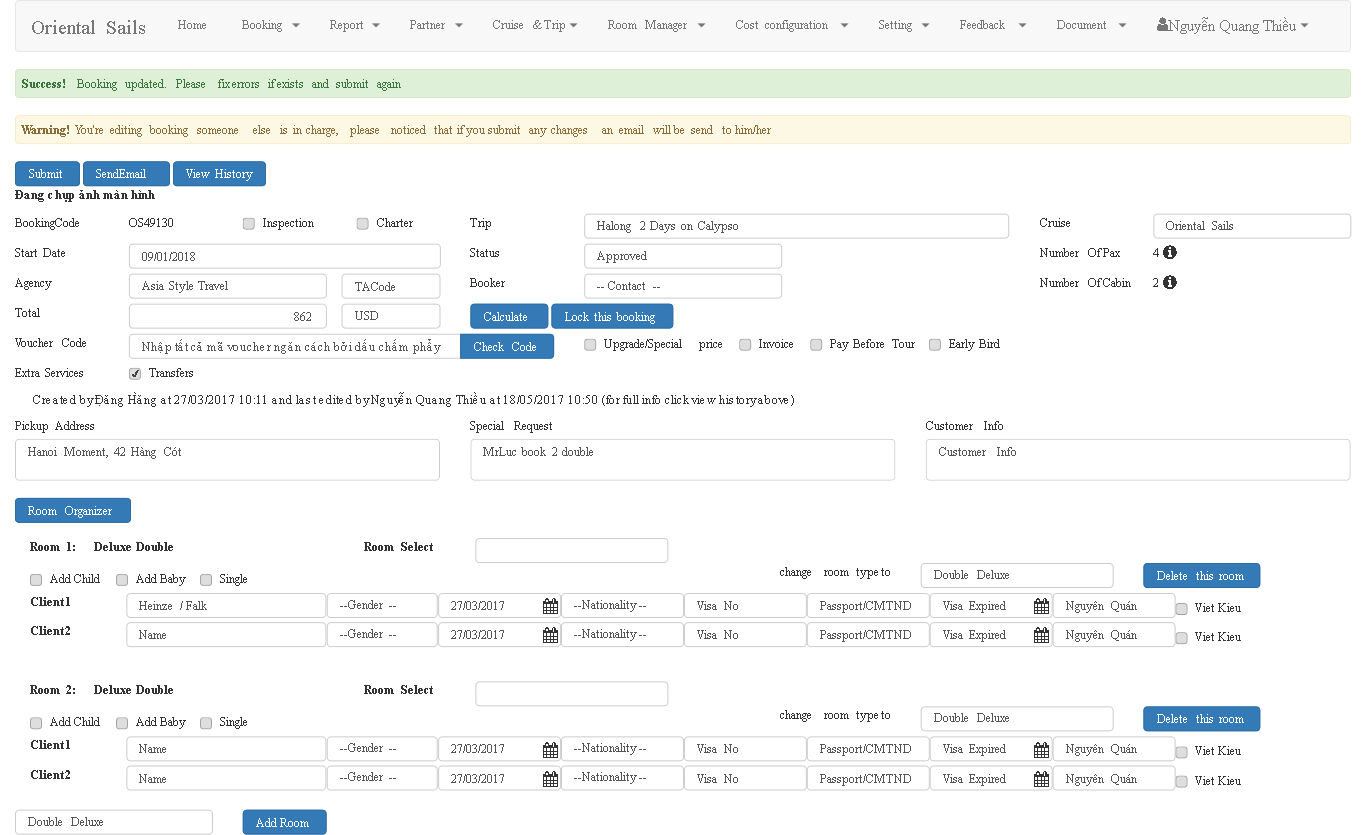 Oriental Sails Home Booking Report Partner Cruise & Trip Room Manager Cost configuration Setting Feedback Document Nguyễn Quang Thiều
Success! Booking updated. Please fix errors if exists and submit again
Warning! You're editing booking someone else is in charge, please noticed that if you submit any changes an email will be send to him/her
Submit SendEmail View History
Đang chụp ảnh màn hình
BookingCode OS49130 Inspection Charter Trip Halong 2 Days on Calypso Cruise Oriental Sails
Start Date 09/01/2018 Status Approved Number Of Pax 4
Agency Asia Style Travel TACode Booker -- Contact -- Number Of Cabin 2
Total 862 USD Calculate Lock this booking
Voucher Code Nhập tất cả mã voucher ngăn cách bởi dấu chấm phẩy Check Code Upgrade/Special price Invoice Pay Before Tour Early Bird
Extra Services Transfers
Created by Đặng Hằng at 27/03/2017 10:11 and last edited by Nguyễn Quang Thiều at 18/05/2017 10:50 (for full info click view history above)
Pickup Address Special Request Customer Info
Hanoi Moment, 42 Hàng Cót MrLuc book 2 double Customer Info
Room Organizer
Room 1: Deluxe Double Room Select
Add Child Add Baby Single change room type to Double Deluxe Delete this room
Client1 Heinze / Falk --Gender -- 27/03/2017 --Nationality-- Visa No Passport/CMTND Visa Expired Nguyên Quán Viet Kieu
Client2 Name --Gender -- 27/03/2017 --Nationality-- Visa No Passport/CMTND Visa Expired Nguyên Quán Viet Kieu
Room 2: Deluxe Double Room Select
Add Child Add Baby Single change room type to Double Deluxe Delete this room
Client1 Name --Gender -- 27/03/2017 --Nationality-- Visa No Passport/CMTND Visa Expired Nguyên Quán Viet Kieu
Client2 Name --Gender -- 27/03/2017 --Nationality-- Visa No Passport/CMTND Visa Expired Nguyên Quán Viet Kieu
Double Deluxe Add Room